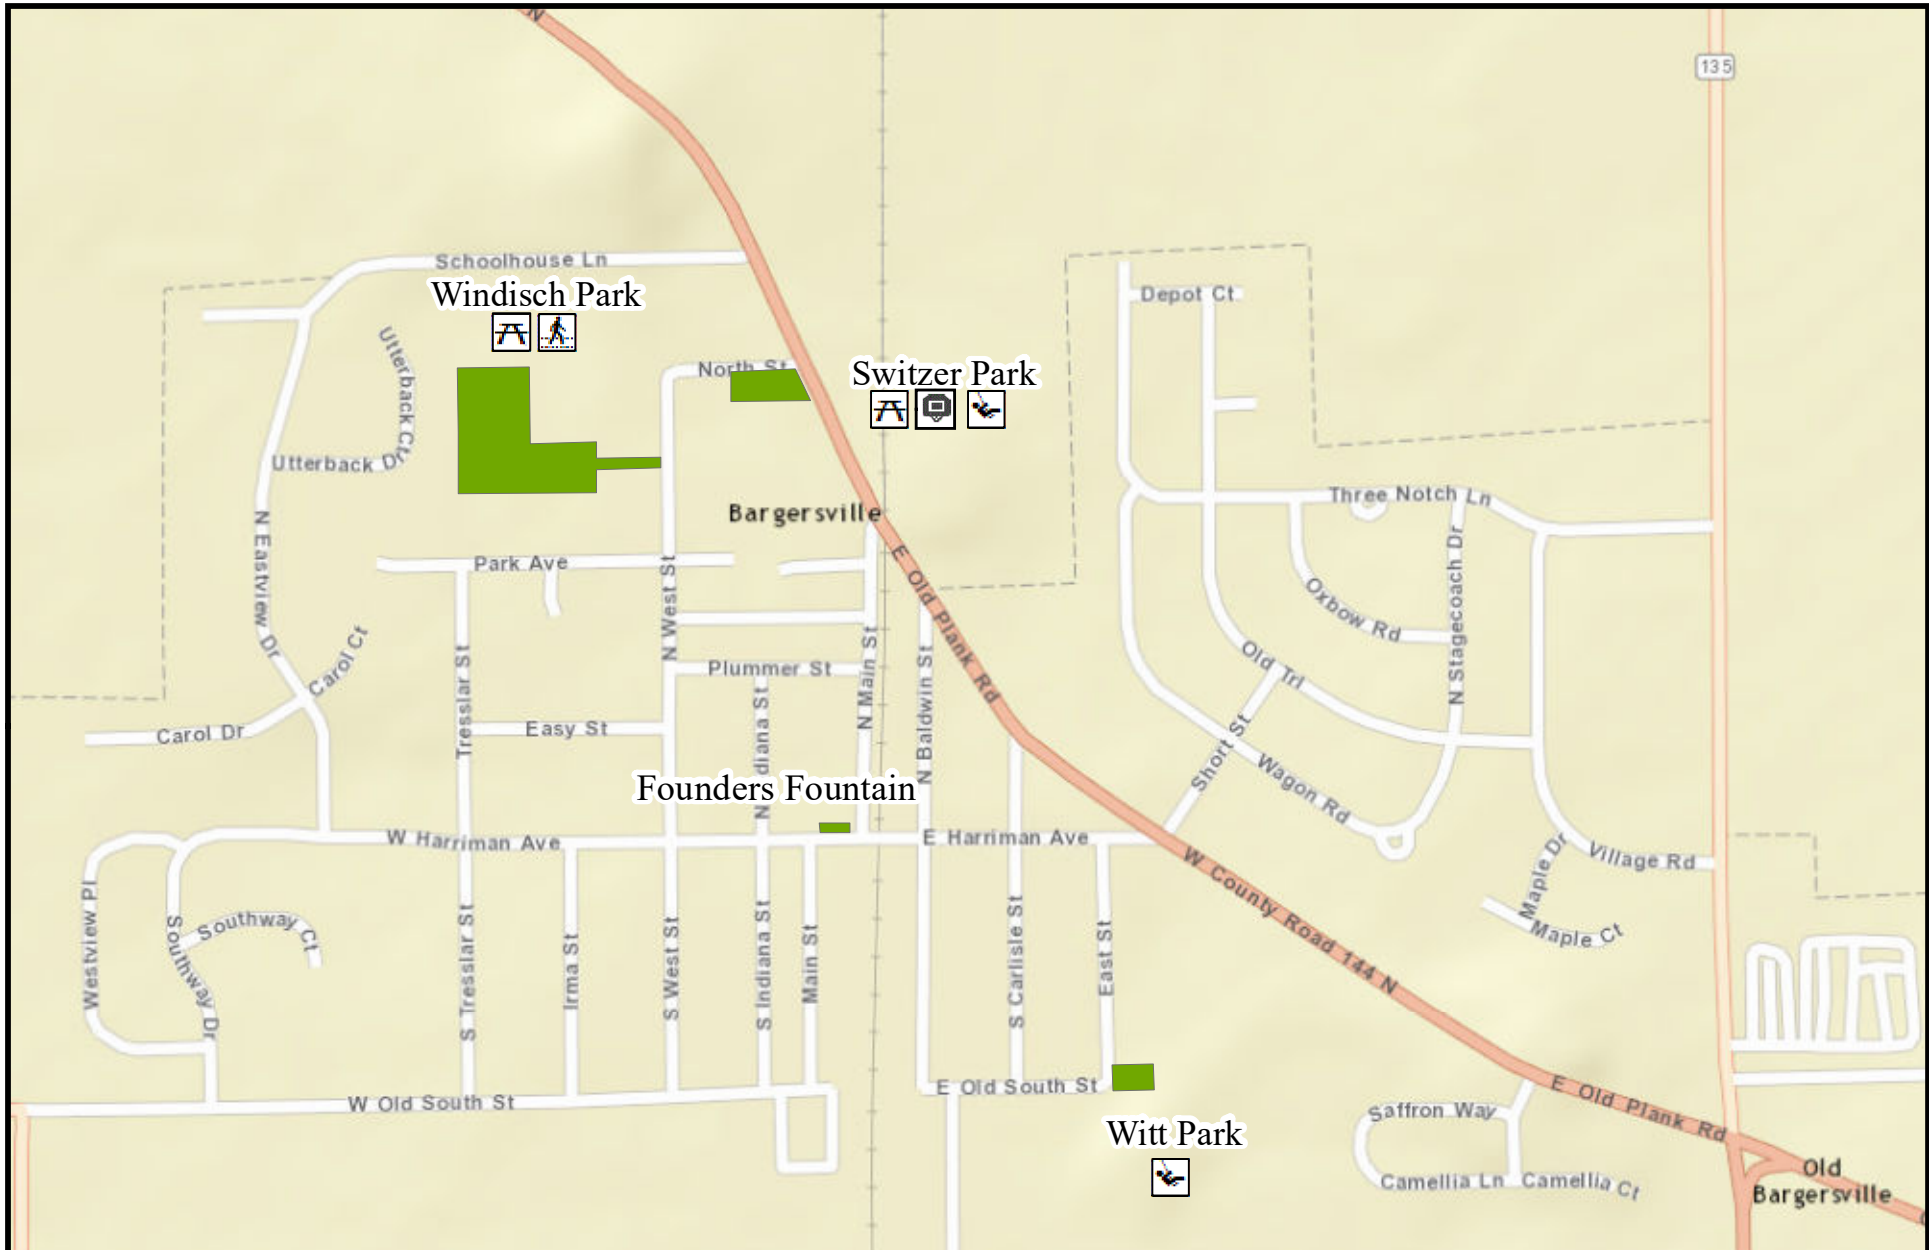 N
135
Schoolhouse Ln
Windisch Park
Depot Ct
Utterback Ct
North St
Switzer Park
Utterback Dr
Three Notch Ln
Bargersville
N Eastview Dr
E Old Plank Rd
Park Ave
N West St
N Stagecoach Dr
Oxbow Rd
Carol Ct
Tresslar St
Plummer St
N Main St
N Baldwin St
Old Trl
N Indiana St
Carol Dr
Easy St
Short St
Wagon Rd
Founders Fountain
W Harriman Ave
E Harriman Ave
W County Road 144 N
Maple Dr
Village Rd
Westview Pl
Southway Ct
Southway Dr
S Tresslar St
Irma St
S West St
S Indiana St
Main St
S Carlisle St
East St
Maple Ct
E Old South St
W Old South St
Saffron Way
E Old Plank Rd
Witt Park
Camellia Ln
Camellia Ct
Old
Bargersville